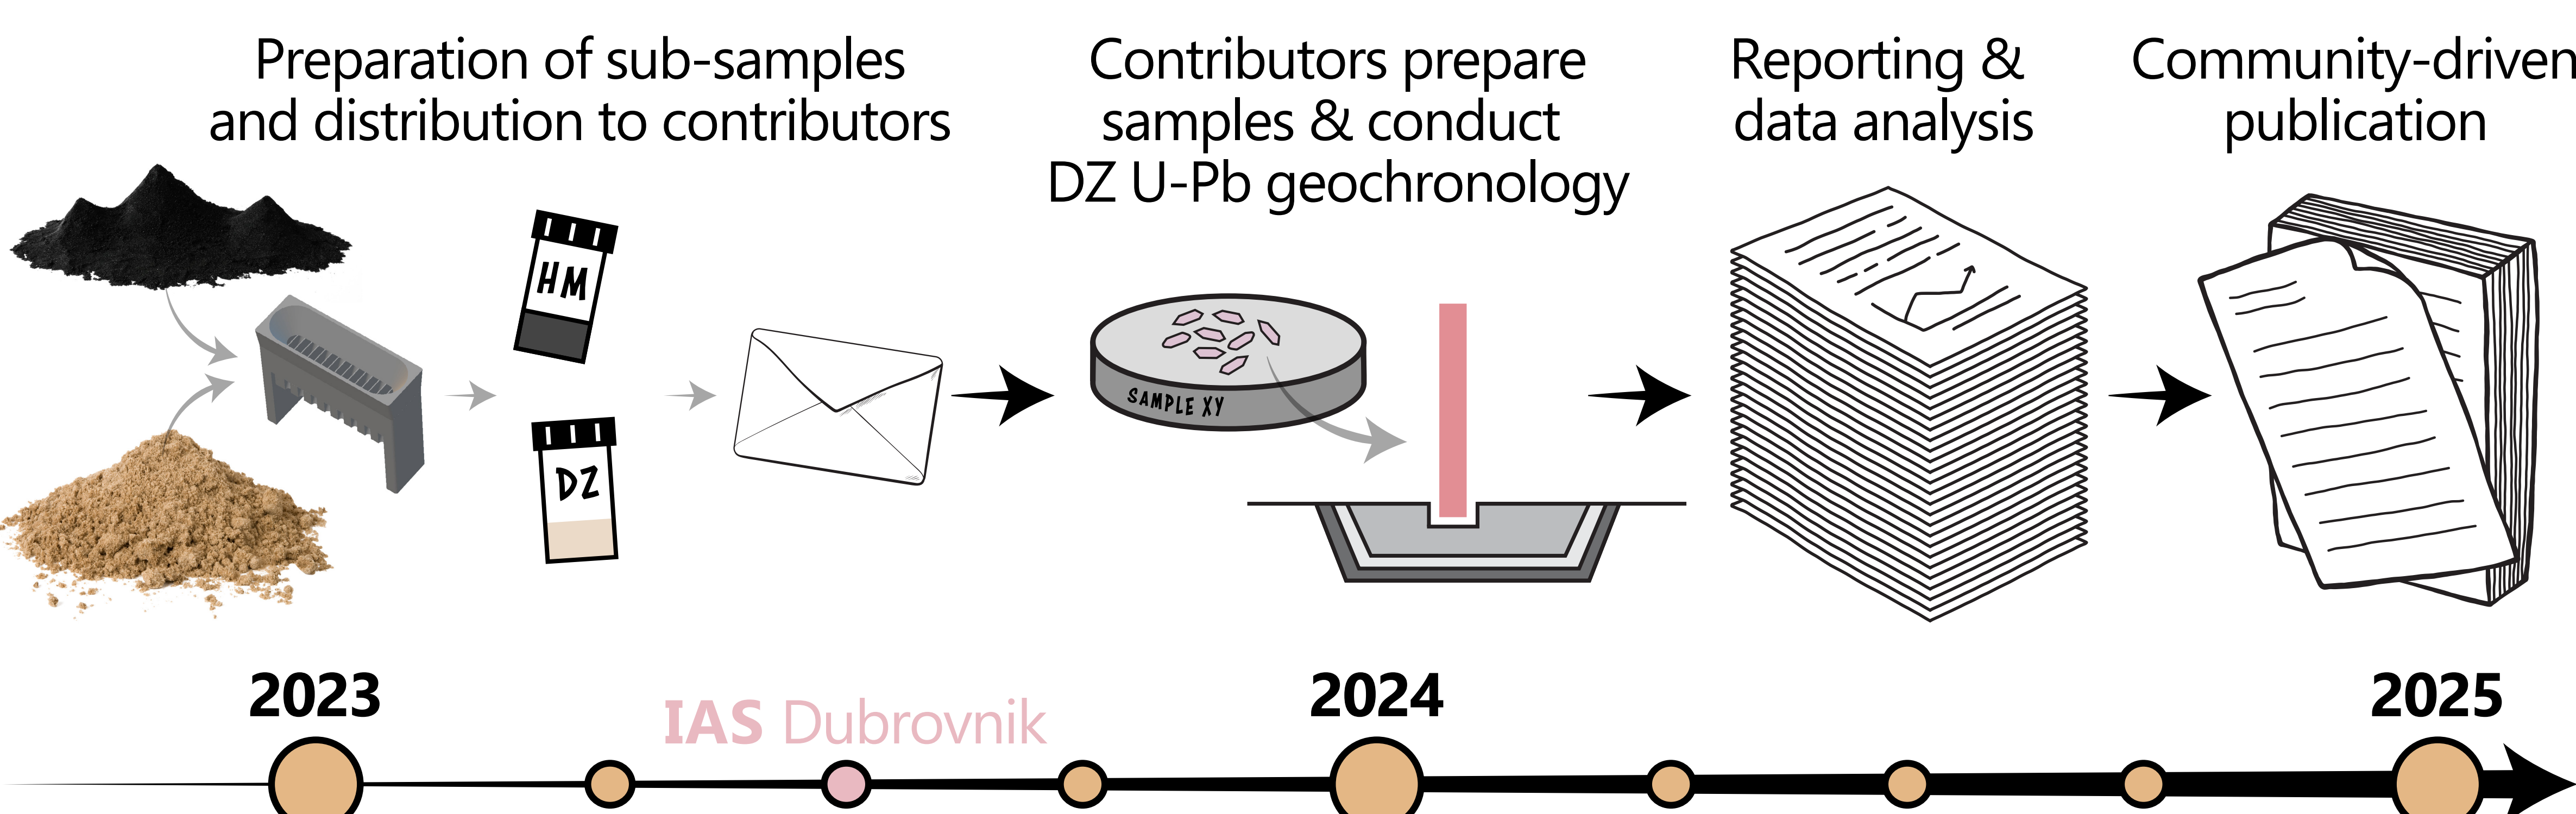 Preparation of sub-samples
and distribution to contributors
Contributors prepare
samples & conduct
DZ U-Pb geochronology
Reporting &
data analysis
Community-driven
publication
HM
DZ
SAMPLE XY
2023
IAS Dubrovnik
2024
2025